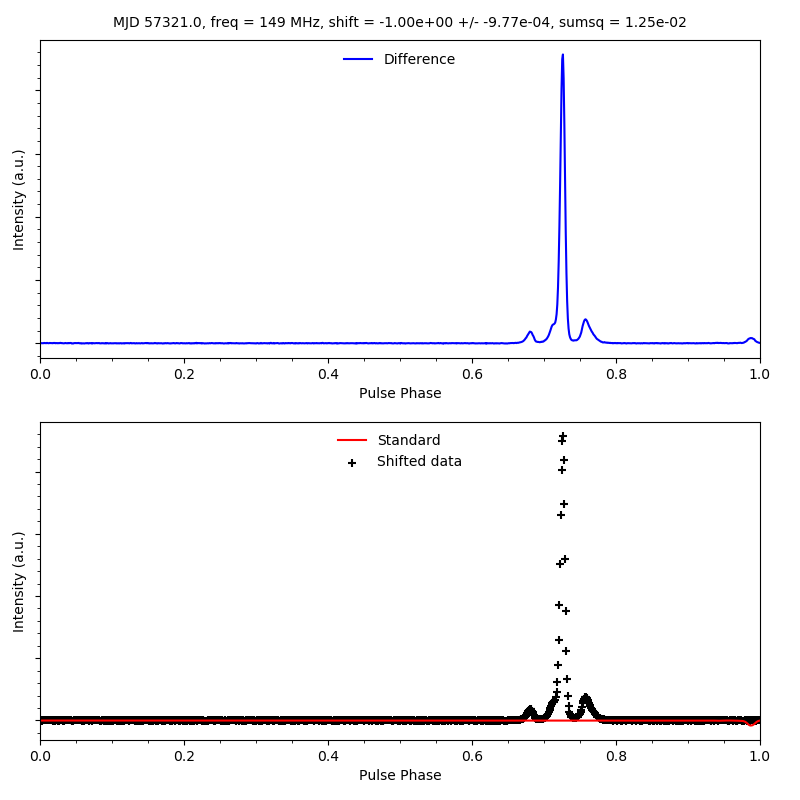 MJD 57321.0, freq = 149 MHz, shift = -1.00e+00 +/- -9.77e-04, sumsq = 1.25e-02
Difference
Intensity (a.u.)
0.0 0.2 0.4 0.6 0.8 1.0
Pulse Phase
Standard
Shifted data
Intensity (a.u.)
0.0 0.2 0.4 0.6 0.8 1.0
Pulse Phase